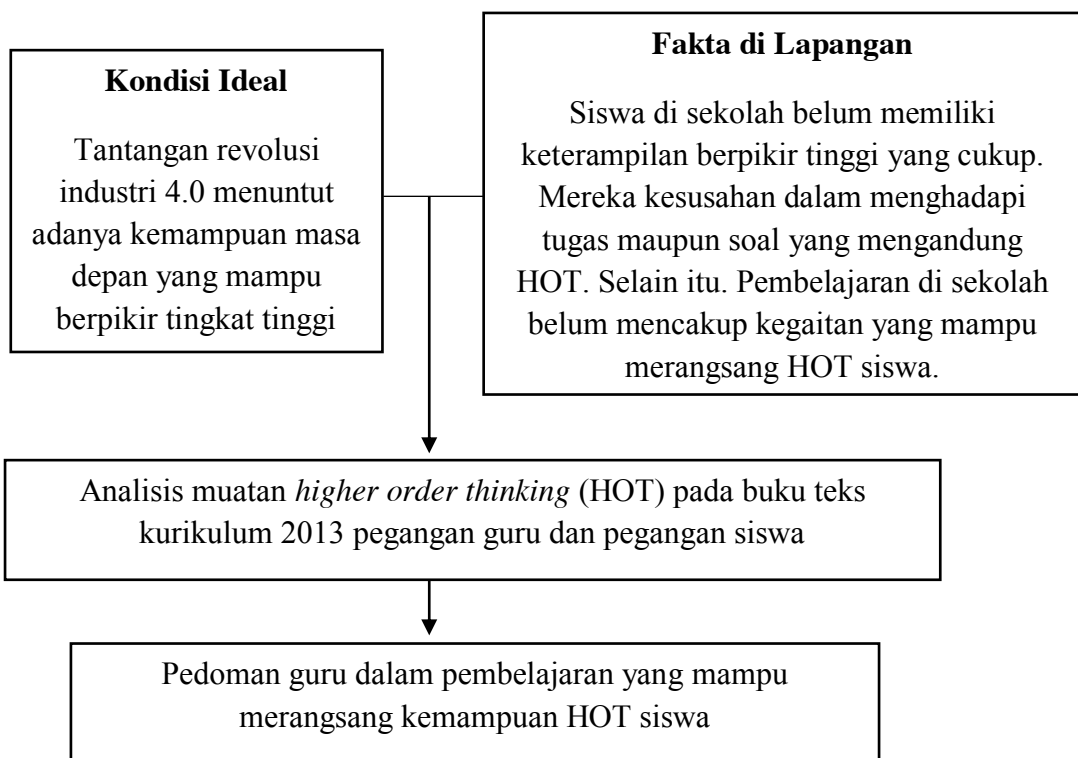 Kondisi Ideal
Tantangan revolusi
industri 4.0 menuntut
adanya kemampuan masa
depan yang mampu
berpikir tingkat tinggi
Fakta di Lapangan
Siswa di sekolah belum memiliki
keterampilan berpikir tinggi yang cukup.
Mereka kesusahan dalam menghadapi
tugas maupun soal yang mengandung
HOT. Selain itu. Pembelajaran di sekolah
belum mencakup kegaitan yang mampu
merangsang HOT siswa.
Analisis muatan higher order thinking (HOT) pada buku teks
kurikulum 2013 pegangan guru dan pegangan siswa
Pedoman guru dalam pembelajaran yang mampu
merangsang kemampuan HOT siswa